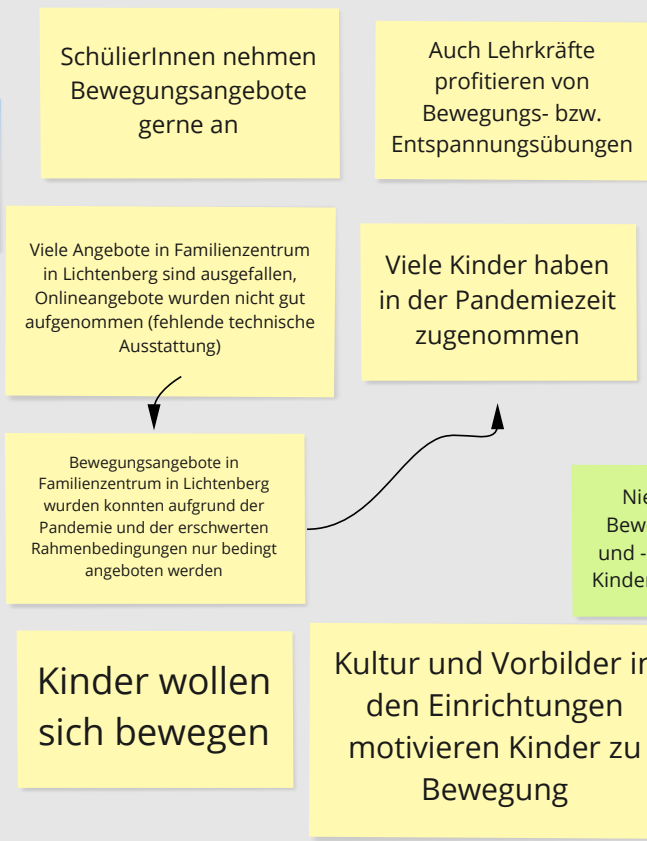 SchülierInnen nehmen
Bewegungsangebote
gerne an
Auch Lehrkräfte
profitieren von
Bewegungs- bzw.
Entspannungsübungen
Viele Angebote in Familienzentrum
in Lichtenberg sind ausgefallen,
Onlineangebote wurden nicht gut
aufgenommen (fehlende technische
Ausstattung)
Viele Kinder haben
in der Pandemiezeit
zugenommen
Bewegungsangebote in
Familienzentrum in Lichtenberg
wurden konnten aufgrund der
Pandemie und der erschwerten
Rahmenbedingungen nur bedingt
angeboten werden
und -
Kinder wollen
sich bewegen
Kultur und Vorbilder in
den Einrichtungen
motivieren Kinder zu
Bewegung